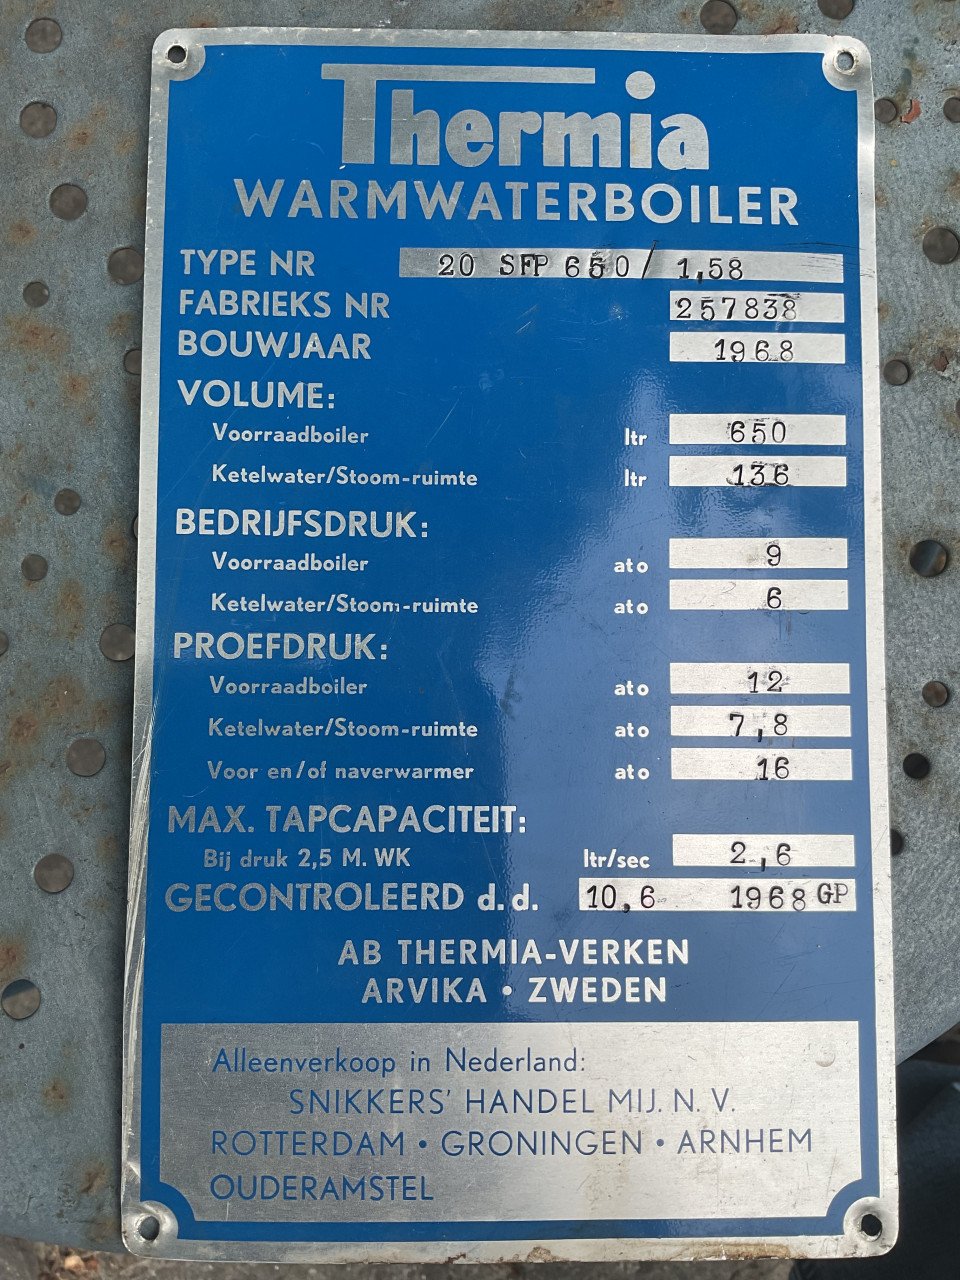 Thermia
WARMWATERBOILER
TYPE NR 20 SFP 650/ 1,58
FABRIEKS NR 257838
BOUWJAAR 1968
VOLUME:
Voorraadboiler ltr 650
Ketelwater/Stoom-ruimte ltr 136
BEDRIJFSDRUK:
Voorraadboiler ato 9
Ketelwater/Stoom-ruimte ato 6
PROEFDRUK:
Voorraadboiler ato 12
Ketelwater/Stoom-ruimte ato 7,8
Voor en/of naverwarmer ato 16
MAX. TAPCAPACITEIT:
Bij druk 2,5 M. WK ltr/sec 2,6
GECONTROLEERD d.d. 10,6 1968 GP
AB THERMIA-VERKEN
ARVIKA • ZWEDEN
Alleenverkoop in Nederland:
SNIKKERS' HANDEL MIJ. N. V.
ROTTERDAM • GRONINGEN • ARNHEM
OUDERAMSTEL